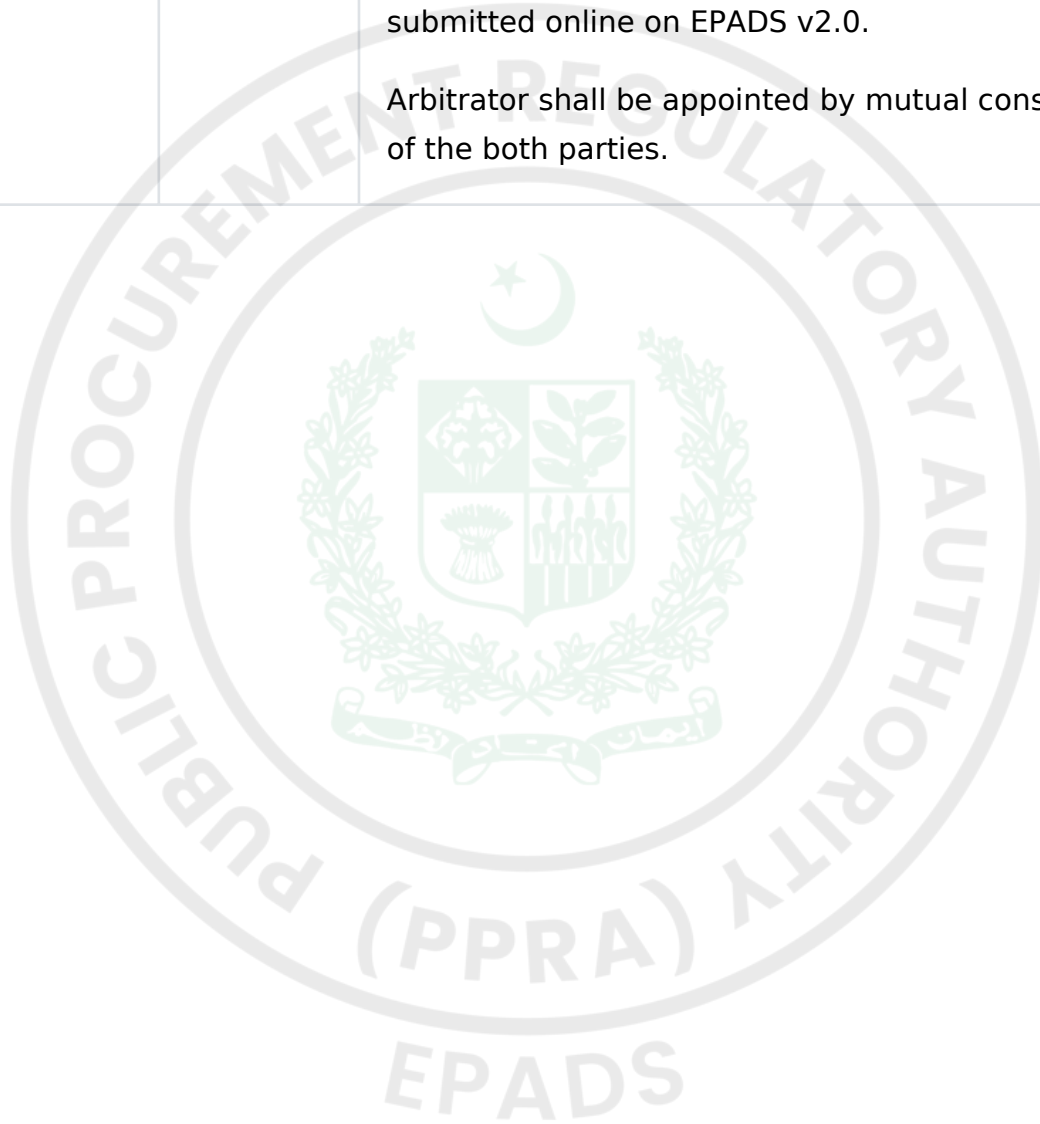 submitted online on EPADS v2.0.
Arbitrator shall be appointed by mutual cons
of the both parties.
PUBLIC PROCUREMENT REGULATORY AUTHORITY
(PPRA)
EPADS